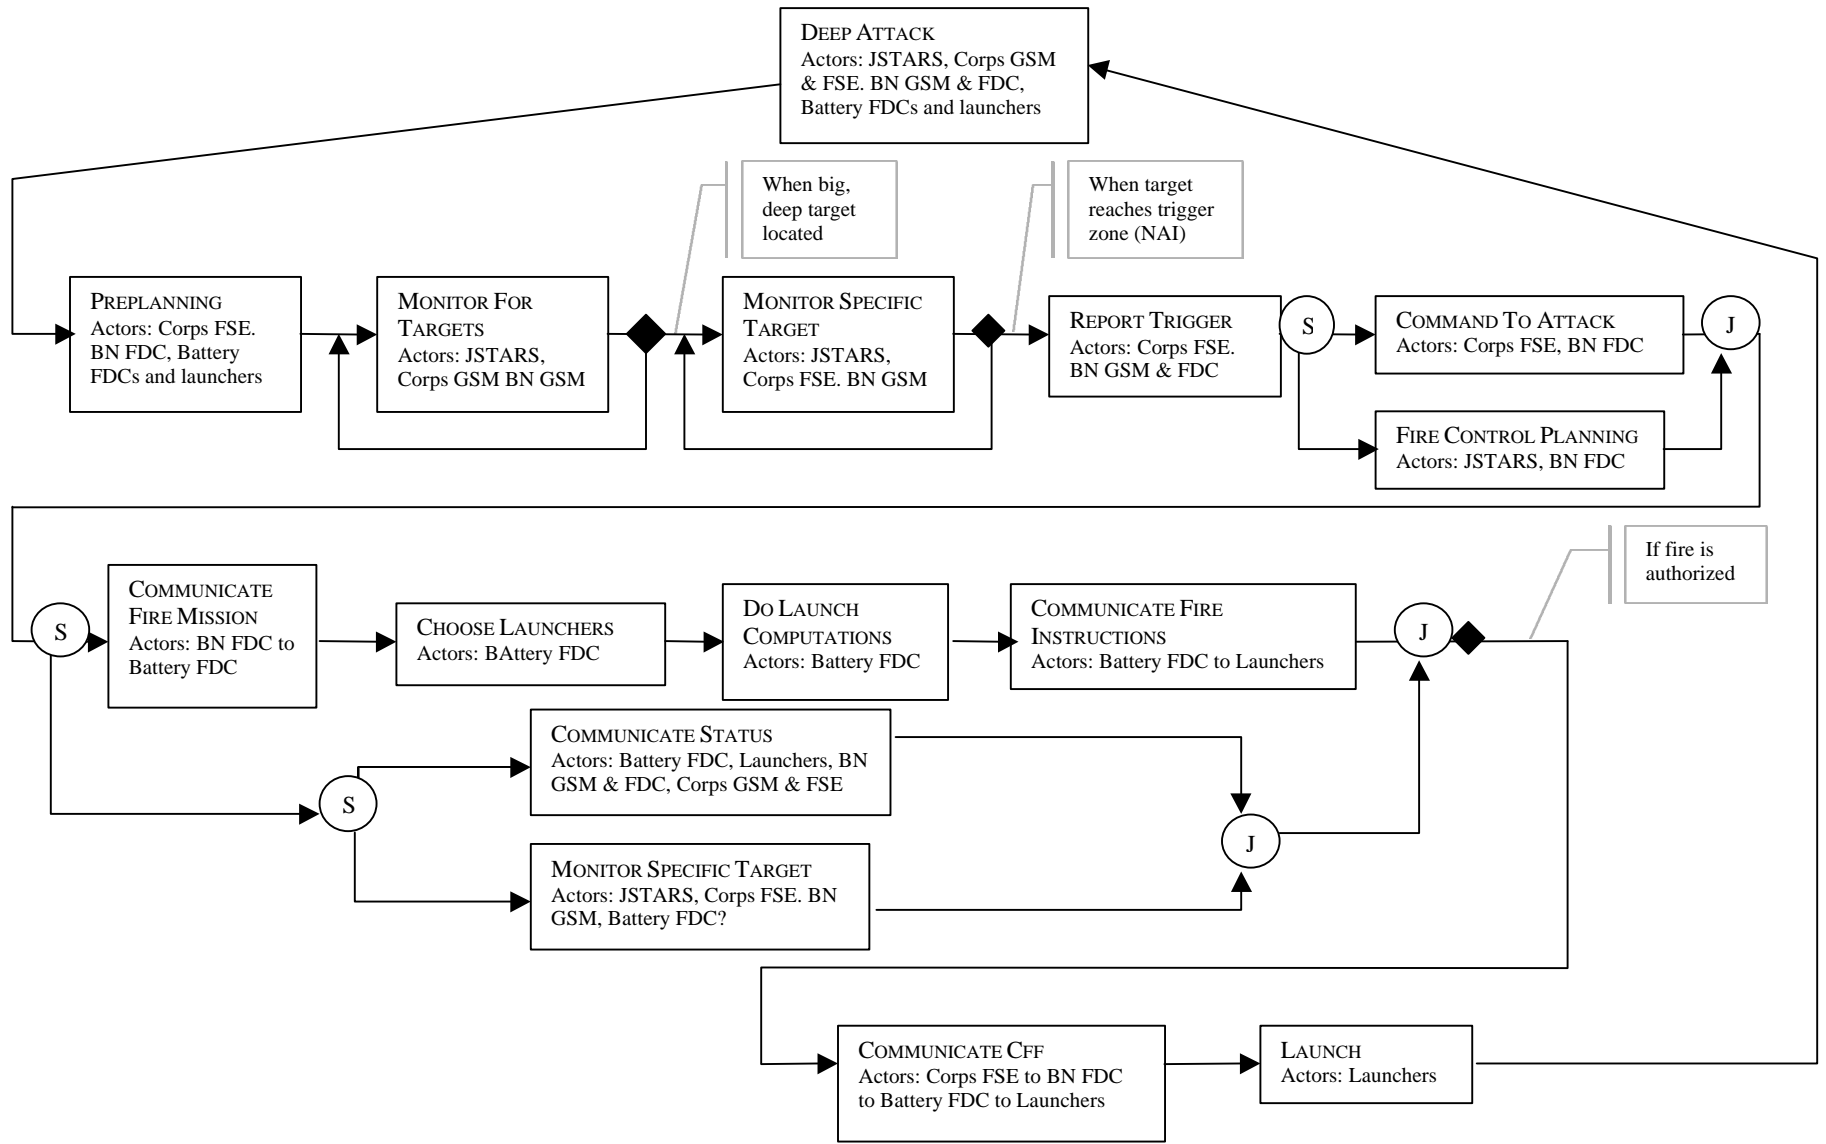 DEEP ATTACK
Actors: JSTARS, Corps GSM
& FSE. BN GSM & FDC,
Battery FDCs and launchers
When big,
deep target
located
When target
reaches trigger
zone (NAI)
PREPLANNING
Actors: Corps FSE.
BN FDC, Battery
FDCs and launchers
MONITOR FOR
TARGETS
Actors: JSTARS,
Corps GSM BN GSM
MONITOR SPECIFIC
TARGET
Actors: JSTARS,
Corps FSE. BN GSM
REPORT TRIGGER
Actors: Corps FSE.
BN GSM & FDC
S
COMMAND TO ATTACK
Actors: Corps FSE, BN FDC
J
FIRE CONTROL PLANNING
Actors: JSTARS, BN FDC
If fire is
authorized
S
COMMUNICATE
FIRE MISSION
Actors: BN FDC to
Battery FDC
CHOOSE LAUNCHERS
Actors: BAttery FDC
DO LAUNCH
COMPUTATIONS
Actors: Battery FDC
COMMUNICATE FIRE
INSTRUCTIONS
Actors: Battery FDC to Launchers
J
S
COMMUNICATE STATUS
Actors: Battery FDC, Launchers, BN
GSM & FDC, Corps GSM & FSE
J
MONITOR SPECIFIC TARGET
Actors: JSTARS, Corps FSE. BN
GSM, Battery FDC?
COMMUNICATE CFF
Actors: Corps FSE to BN FDC
to Battery FDC to Launchers
LAUNCH
Actors: Launchers